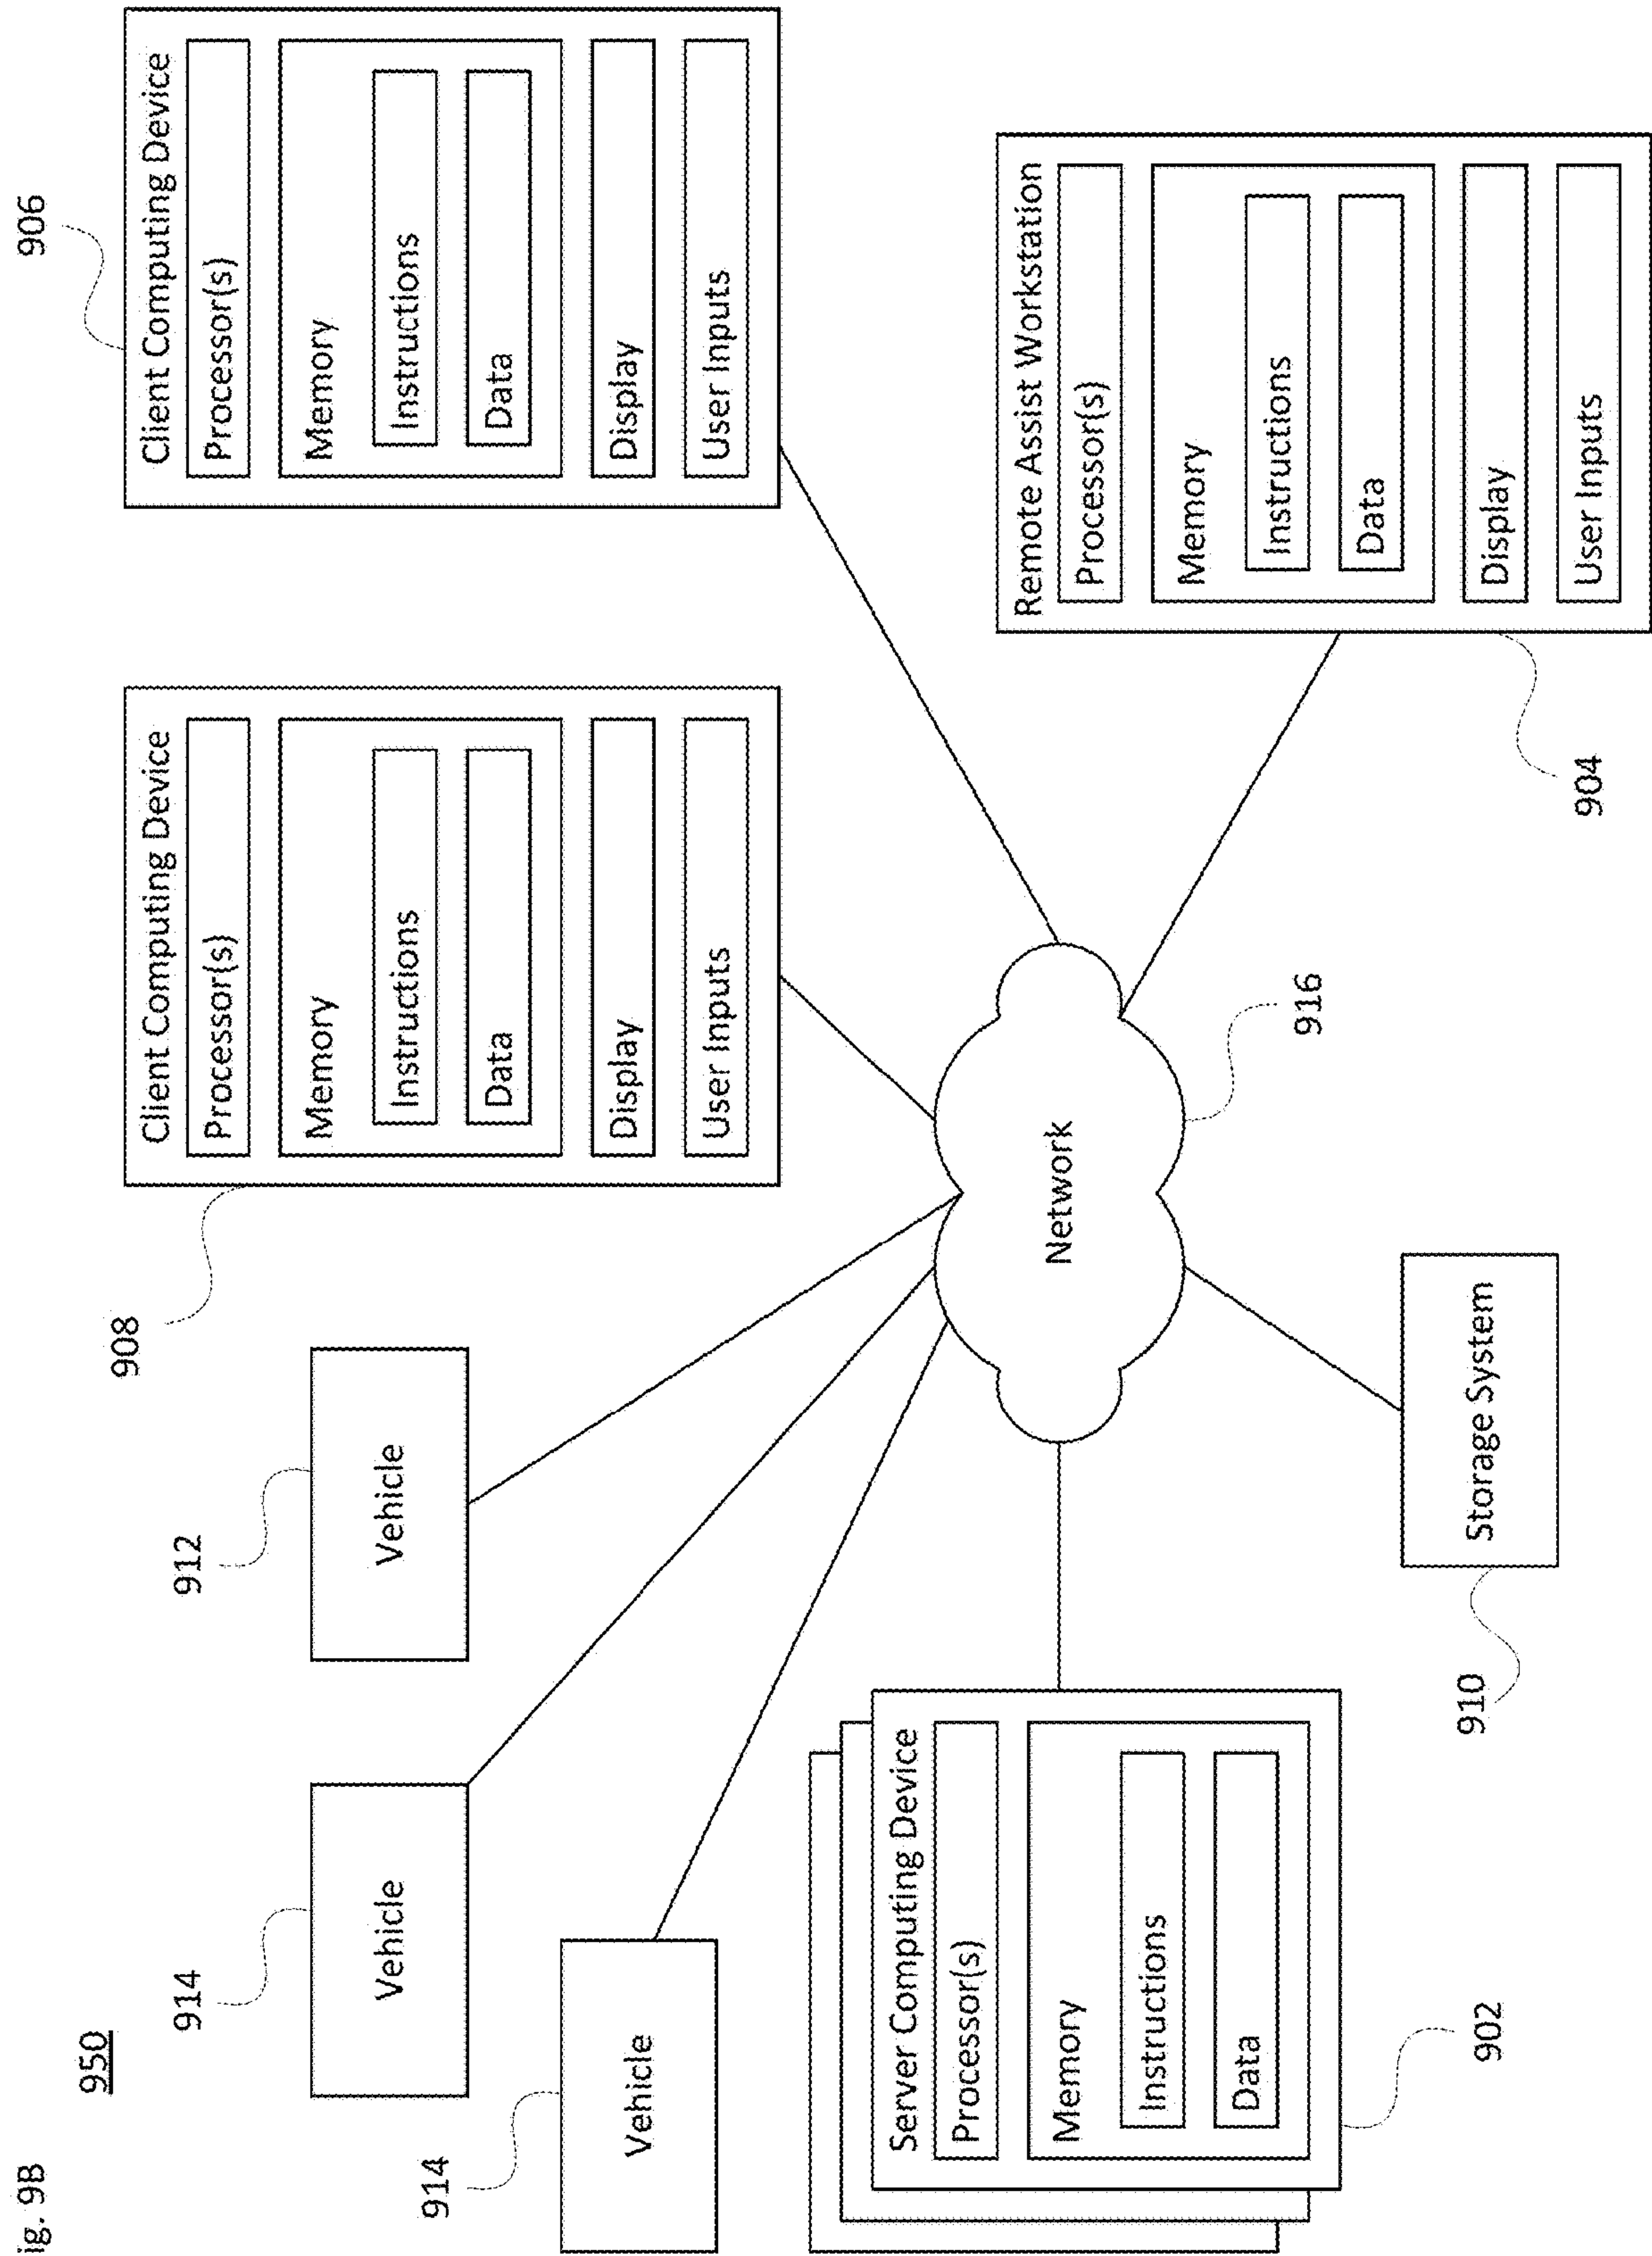 ig. 9B
950
914
Vehicle
914
Vehicle
912
Vehicle
908
Client Computing Device
Processor(s)
Memory
Instructions
Data
Display
User Inputs
906
Client Computing Device
Processor(s)
Memory
Instructions
Data
Display
User Inputs
Server Computing Device
Processor(s)
Memory
Instructions
Data
902
Network
916
Storage System
910
Remote Assist Workstation
Processor(s)
Memory
Instructions
Data
Display
User Inputs
904